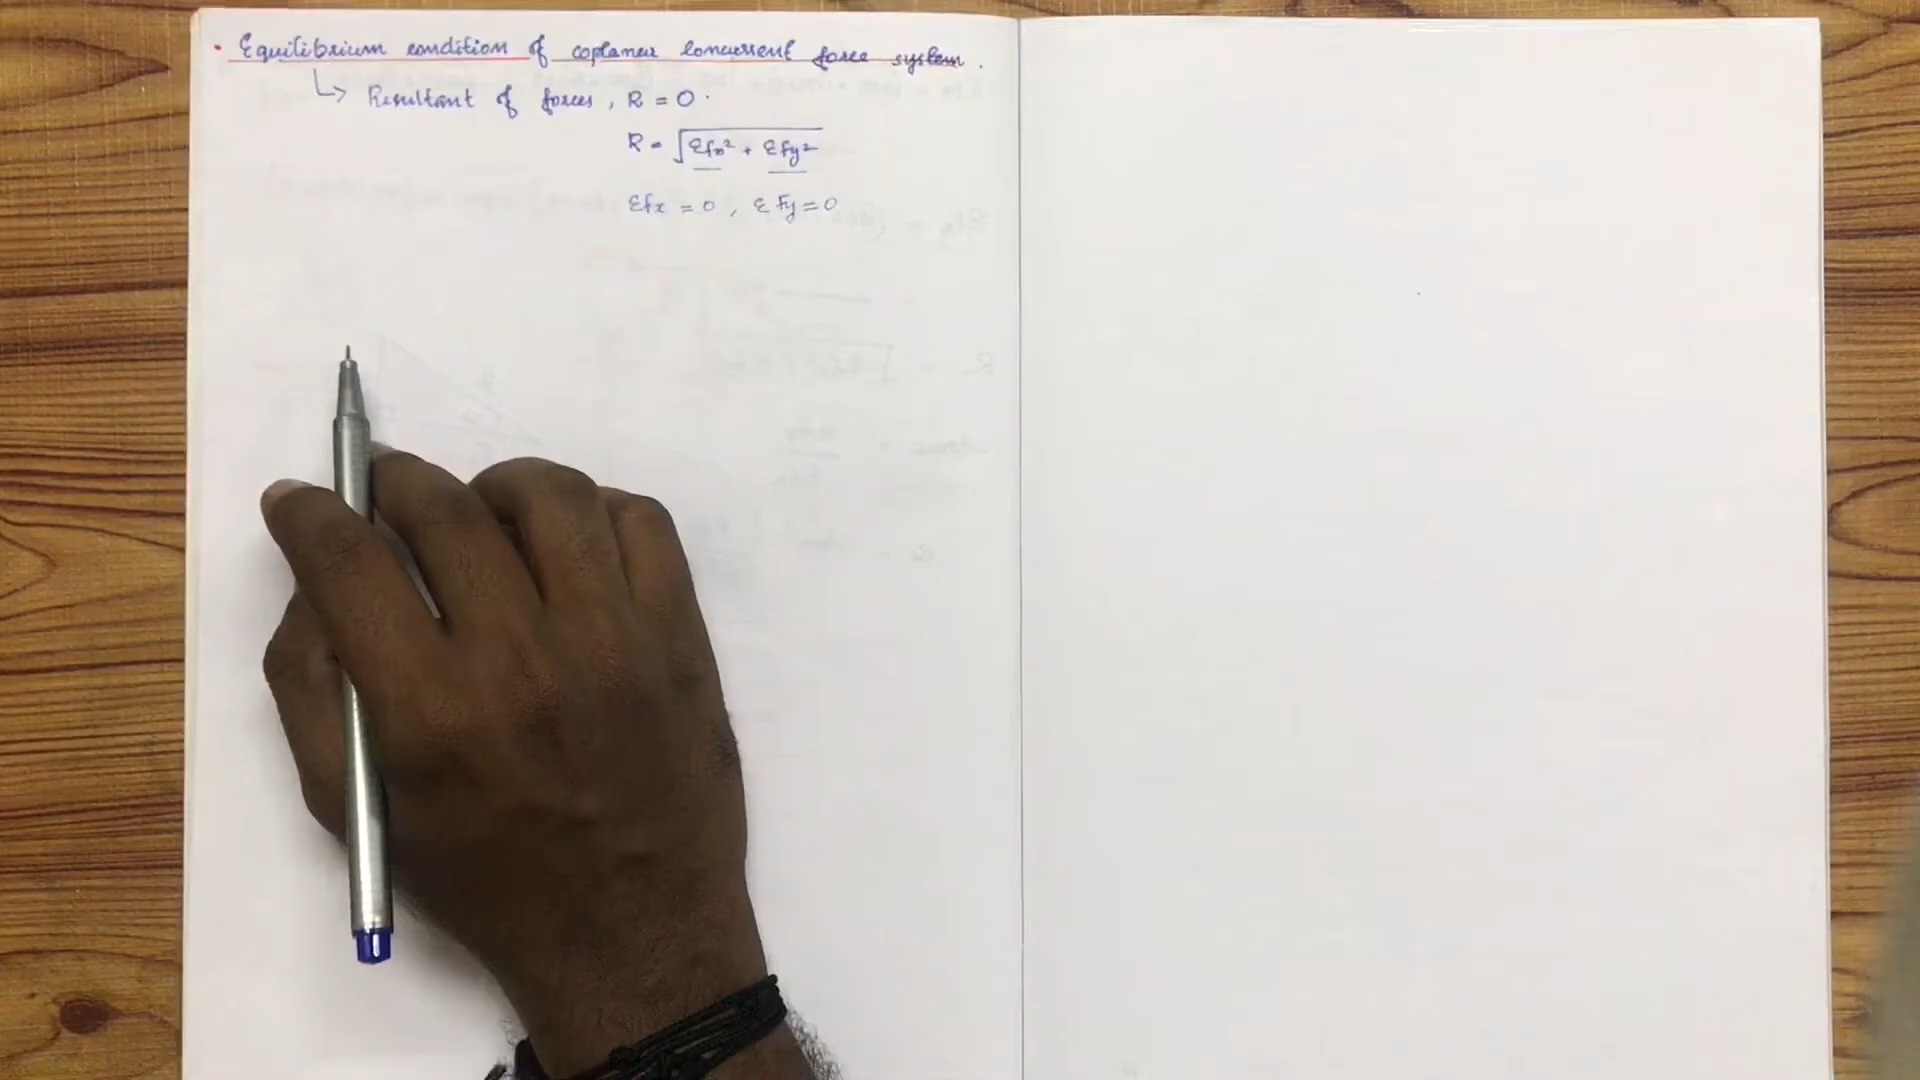 • Equilibrium condition of coplanar concurrent force system.
↳ Resultant of forces, R = 0.
R = √Σfx² + Σfy²
Σfx = 0, ΣFy = 0